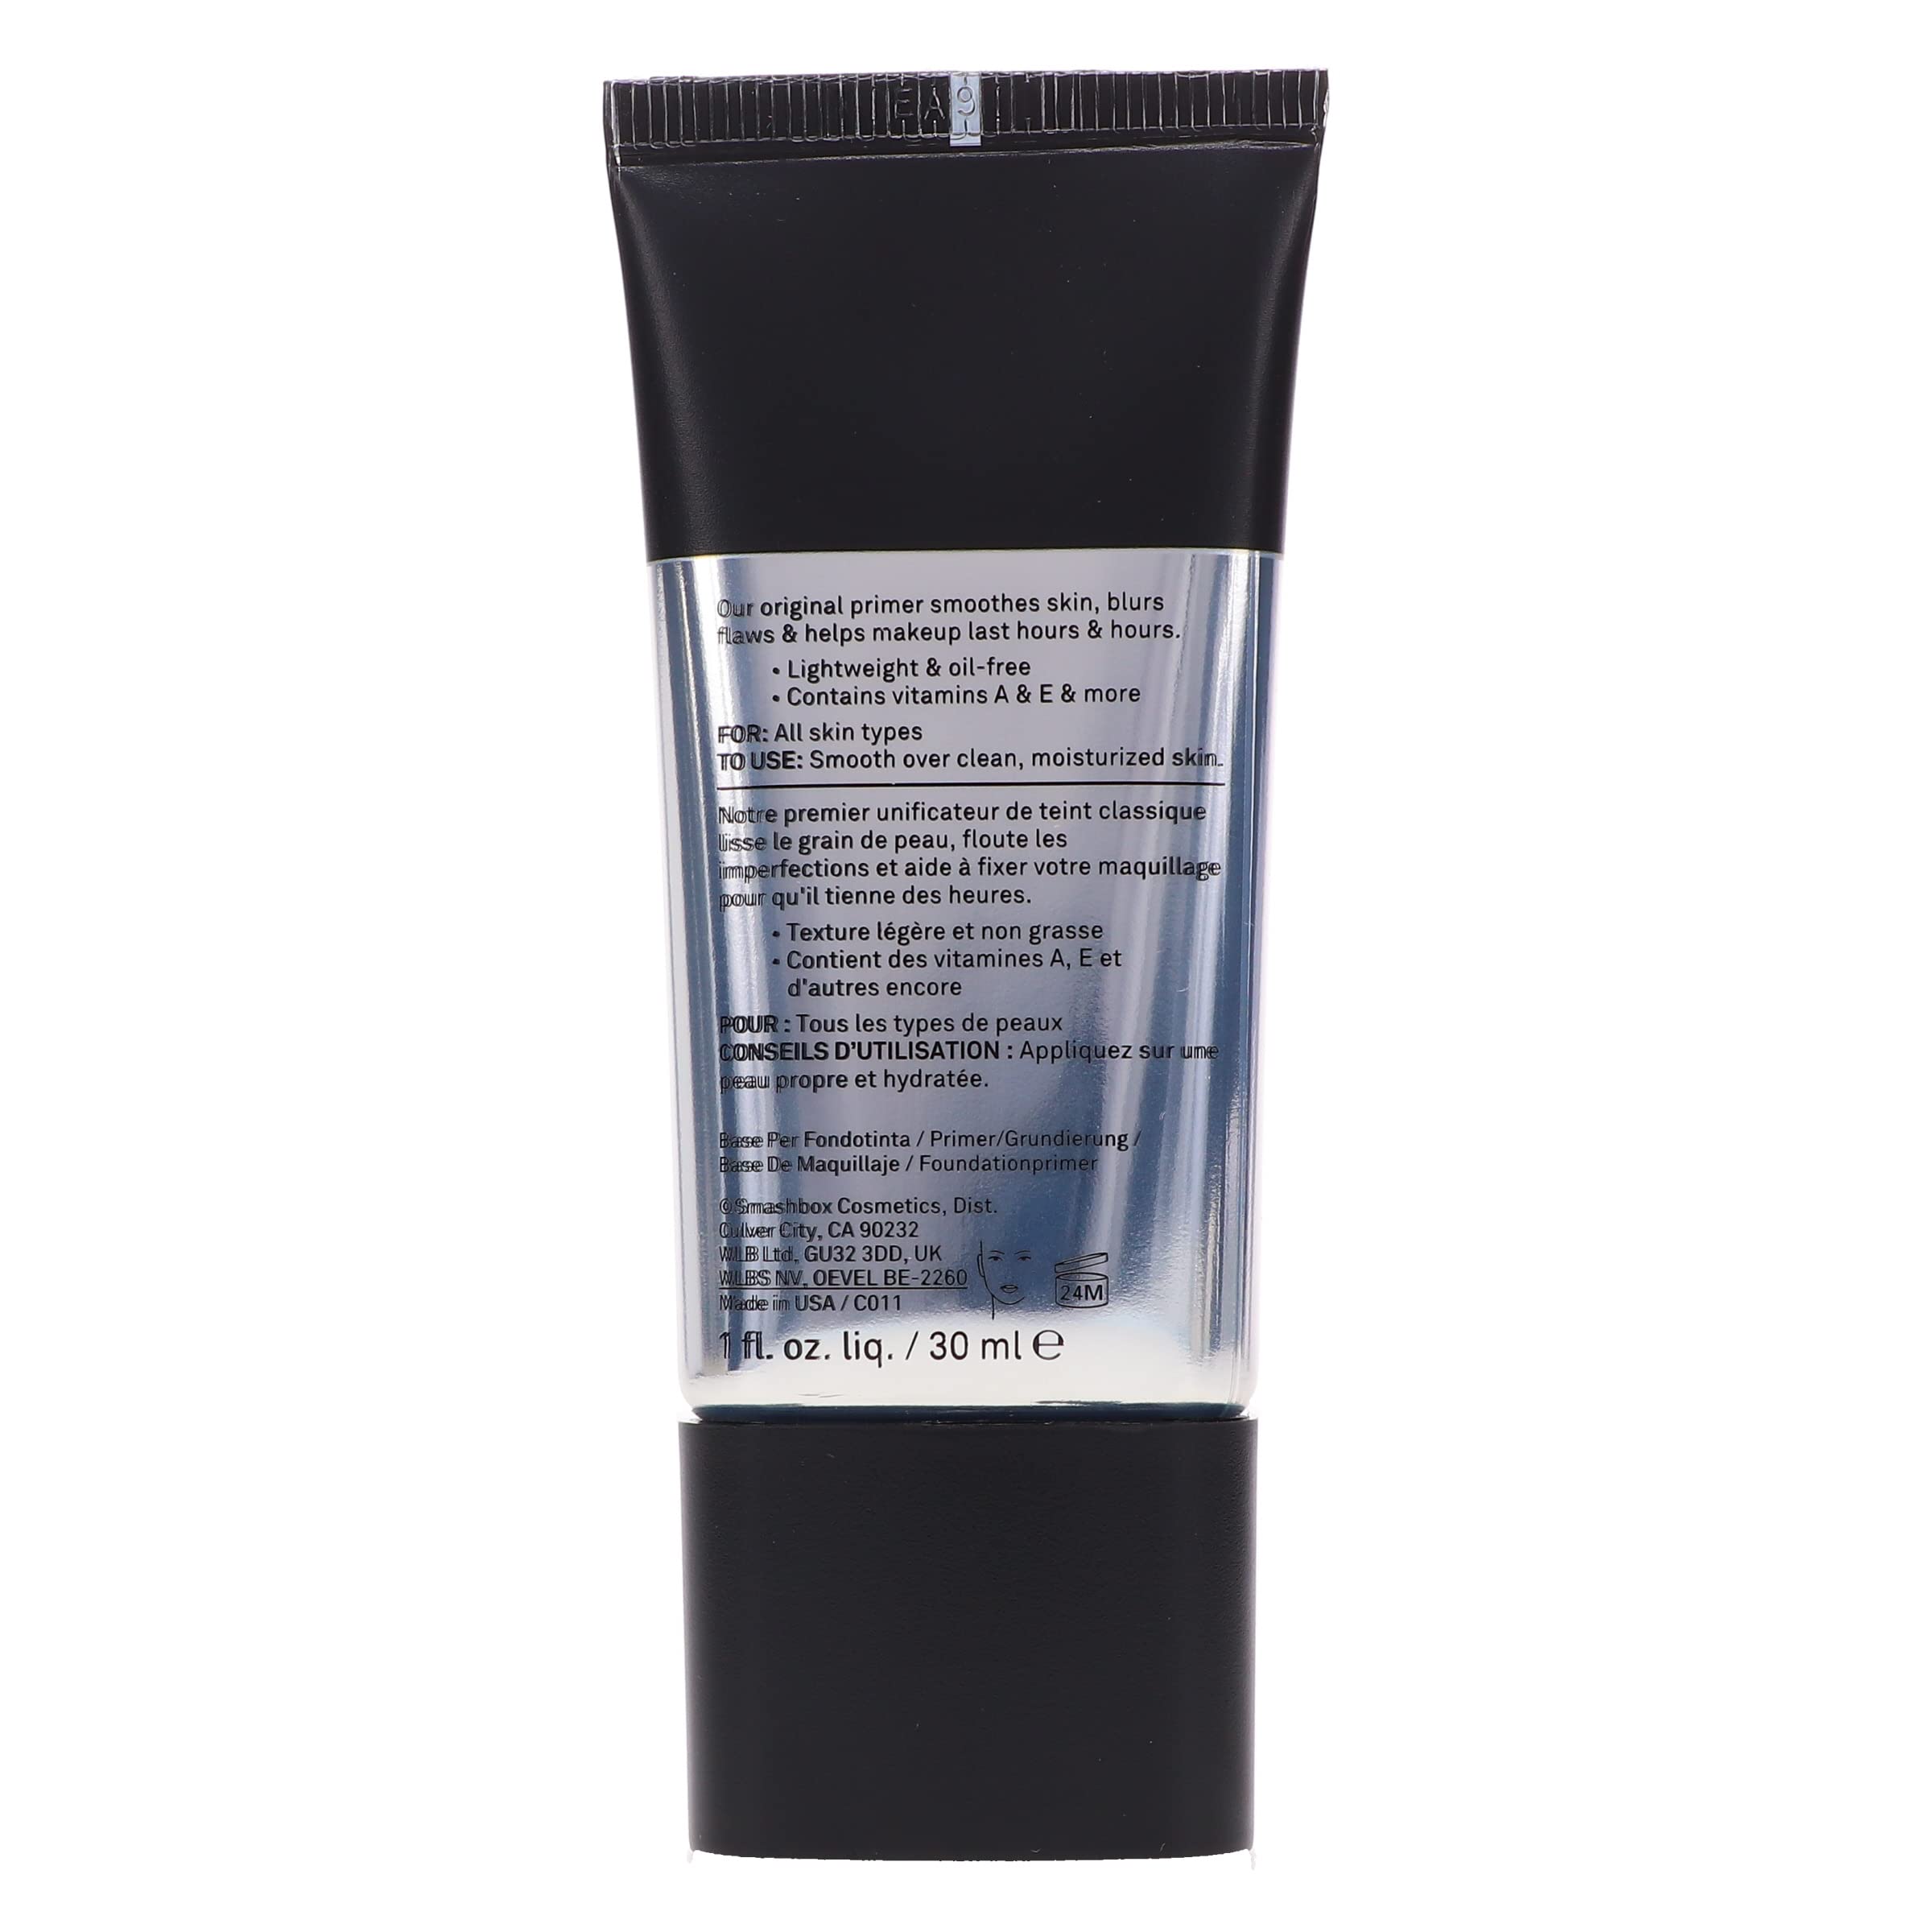 EA9
Our original primer smoothes skin, blurs
flaws & helps makeup last hours & hours.
• Lightweight & oil-free
• Contains vitamins A & E & more
FOR: All skin types
TO USE: Smooth over clean, moisturized skin.
Notre premier unificateur de teint classique
lisse le grain de peau, floute les
imperfections et aide à fixer votre maquillage
pour qu'il tienne des heures.
• Texture légère et non grasse
• Contient des vitamines A, E et
d'autres encore
POUR : Tous les types de peaux
CONSEILS D'UTILISATION : Appliquez sur une
peau propre et hydratée.
Base Per Fondotinta / Primer/Grundierung /
Base De Maquillaje / Foundationprimer
©Smashbox Cosmetics, Dist.
Culver City, CA 90232
WLB Ltd, GU32 3DD, UK
WLBS NV, OEVEL BE-2260
Made in USA / C011
24M
1 fl. oz. liq. / 30 ml ℮